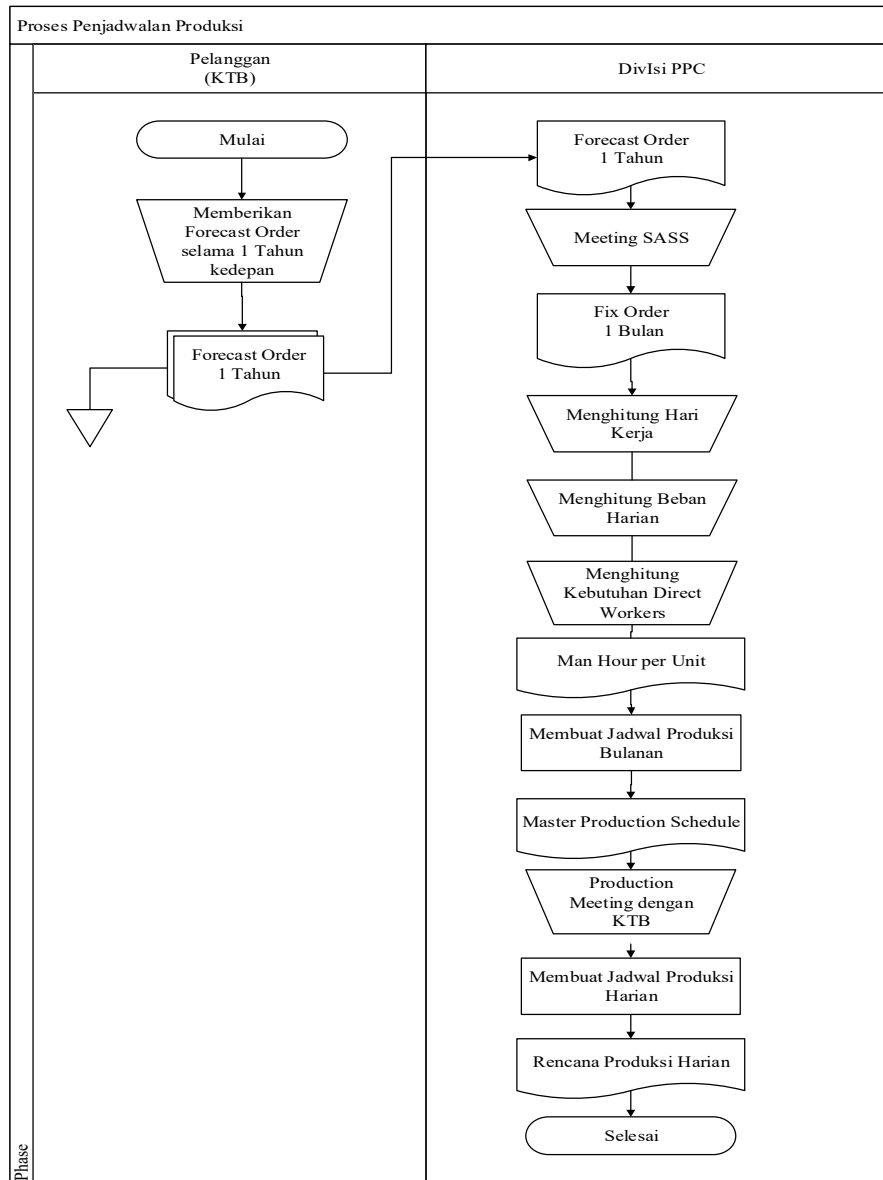 Proses Penjadwalan Produksi
Pelanggan
(KTB)
DivIsi PPC
Mulai
Memberikan
Forecast Order
selama 1 Tahun
kedepan
Forecast Order
1 Tahun
Forecast Order
1 Tahun
Meeting SASS
Fix Order
1 Bulan
Menghitung Hari
Kerja
Menghitung Beban
Harian
Menghitung
Kebutuhan Direct
Workers
Man Hour per Unit
Membuat Jadwal Produksi
Bulanan
Master Production Schedule
Production
Meeting dengan
KTB
Membuat Jadwal Produksi
Harian
Rencana Produksi Harian
Selesai
Phase